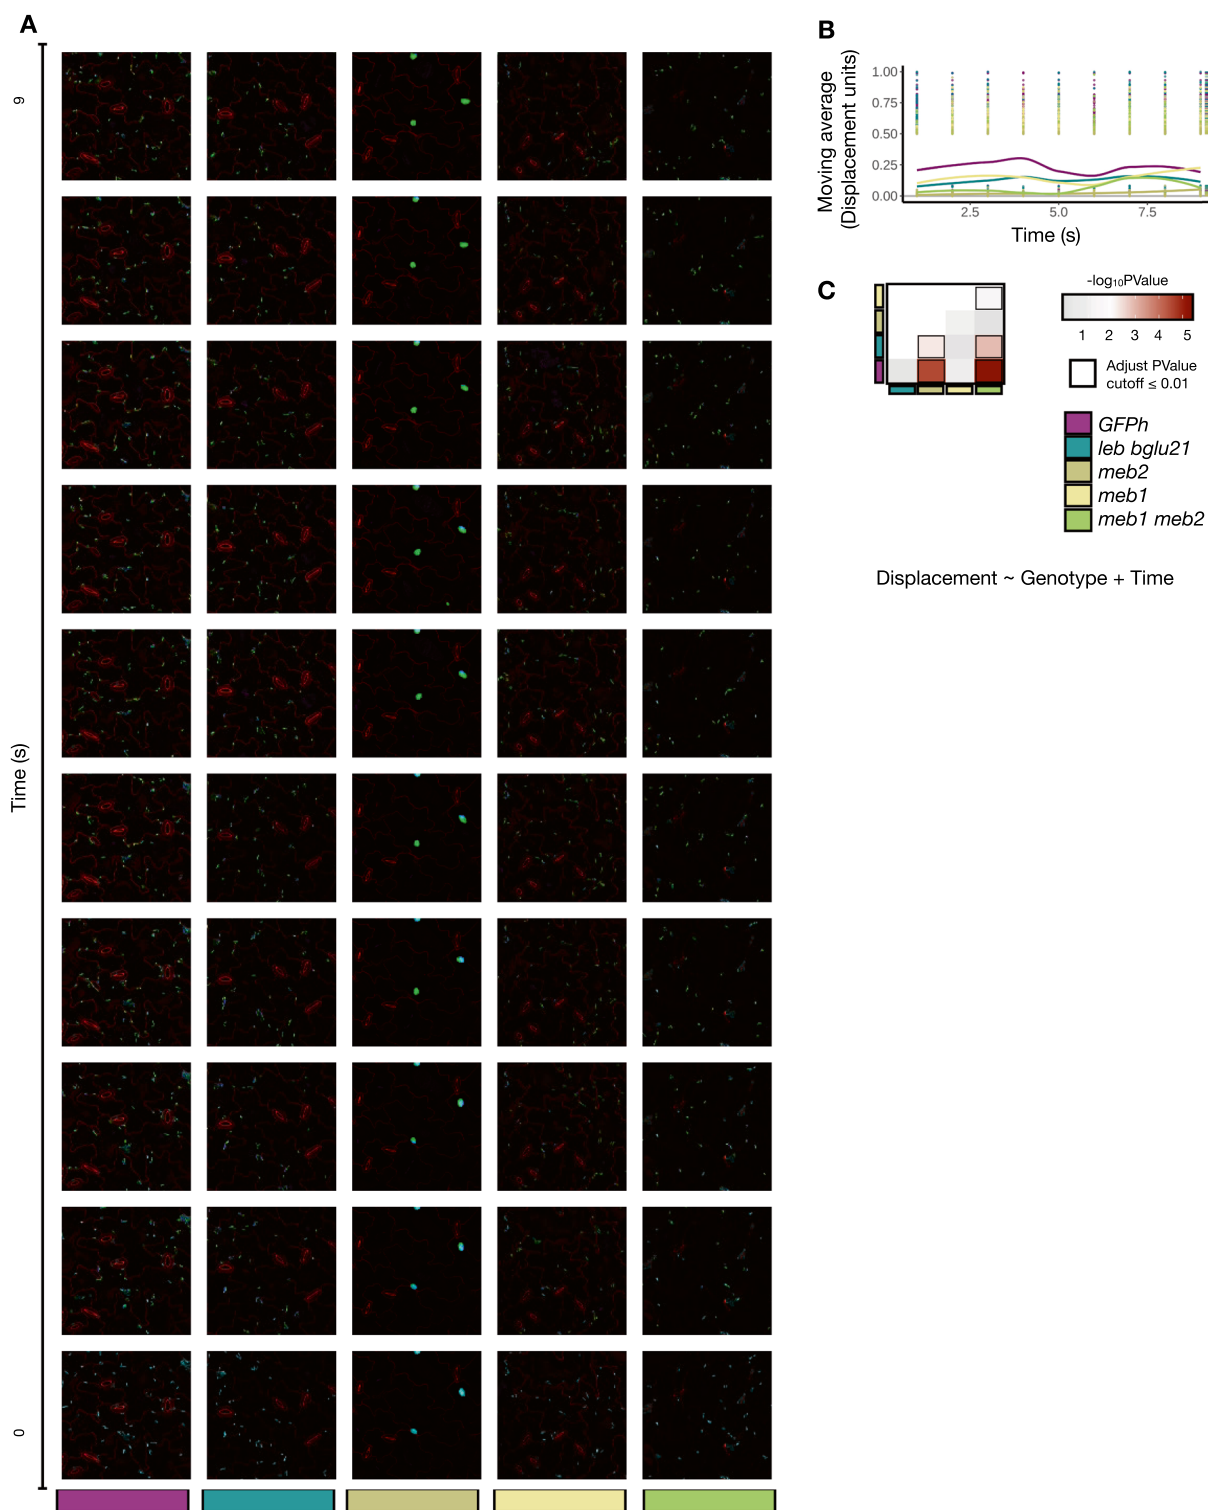 A
9
Time (s)
0
B
Moving average
(Displacement units)
1.00
0.75
0.50
0.25
0.00
2.5 5.0 7.5
Time (s)
C
-log₁₀PValue
1 2 3 4 5
Adjust PValue
cutoff ≤ 0.01
GFPh
leb bglu21
meb2
meb1
meb1 meb2
Displacement ~ Genotype + Time